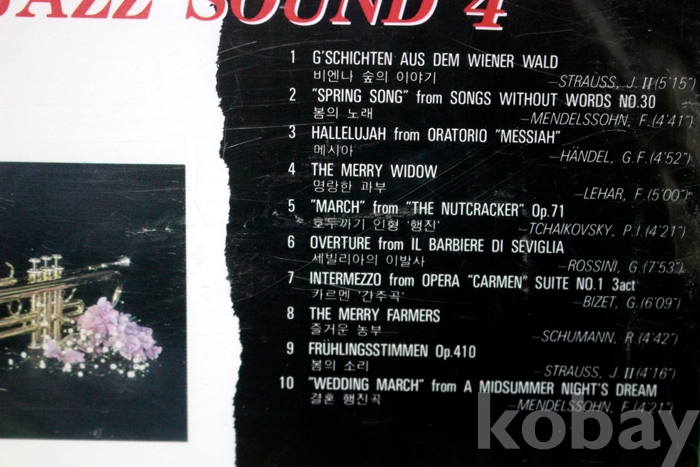 JAZZ SOUND 4
1 G'SCHICHTEN AUS DEM WIENER WALD
비엔나 숲의 이야기
—STRAUSS, J. II (5'15")
2 "SPRING SONG" from SONGS WITHOUT WORDS NO.30
봄의 노래
—MENDELSSOHN, F. (4'41")
3 HALLELUJAH from ORATORIO "MESSIAH"
메시아
—HÄNDEL, G.F. (4'52")
4 THE MERRY WIDOW
명랑한 과부
—LEHAR, F. (5'00")
5 "MARCH" from "THE NUTCRACKER" Op.71
호두까기 인형 '행진'
—TCHAIKOVSKY, P.I. (4'21")
6 OVERTURE from IL BARBIERE DI SEVIGLIA
세빌리아의 이발사
—ROSSINI, G. (7'53")
7 INTERMEZZO from OPERA "CARMEN" SUITE NO.1 3act
카르멘 '간주곡'
—BIZET, G. (6'09")
8 THE MERRY FARMERS
즐거운 농부
—SCHUMANN, R. (4'42")
9 FRÜHLINGSSTIMMEN Op.410
봄의 소리
—STRAUSS, J. II (4'16")
10 "WEDDING MARCH" from A MIDSUMMER NIGHT'S DREAM
결혼 행진곡
—MENDELSSOHN, F. (4'21")
kobay